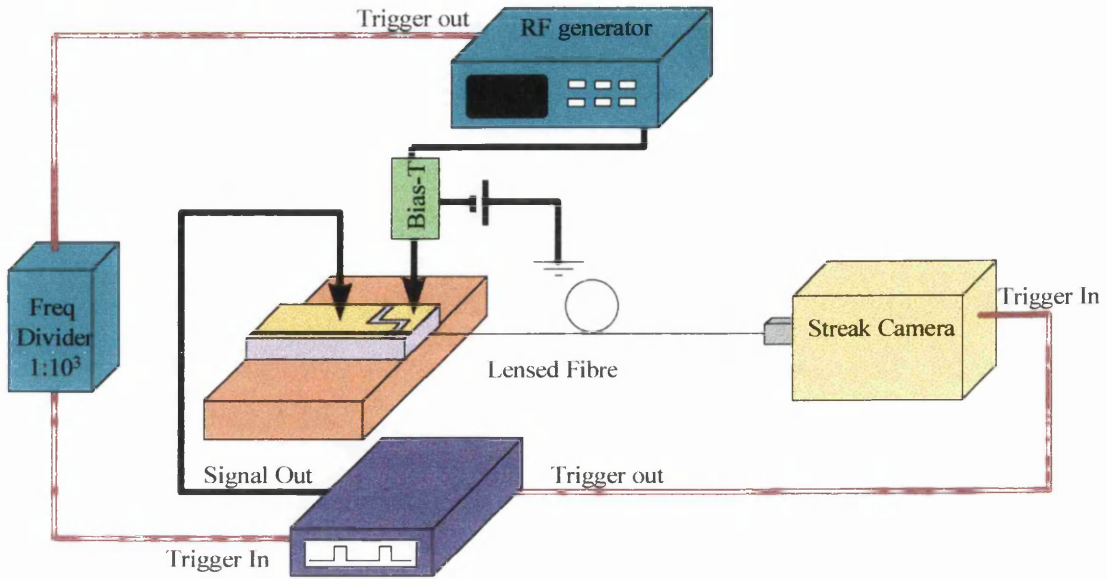 Trigger out
RF generator
Bias-T
Freq
Divider
1:10³
Trigger In
Streak Camera
Lensed Fibre
Signal Out
Trigger out
Trigger In